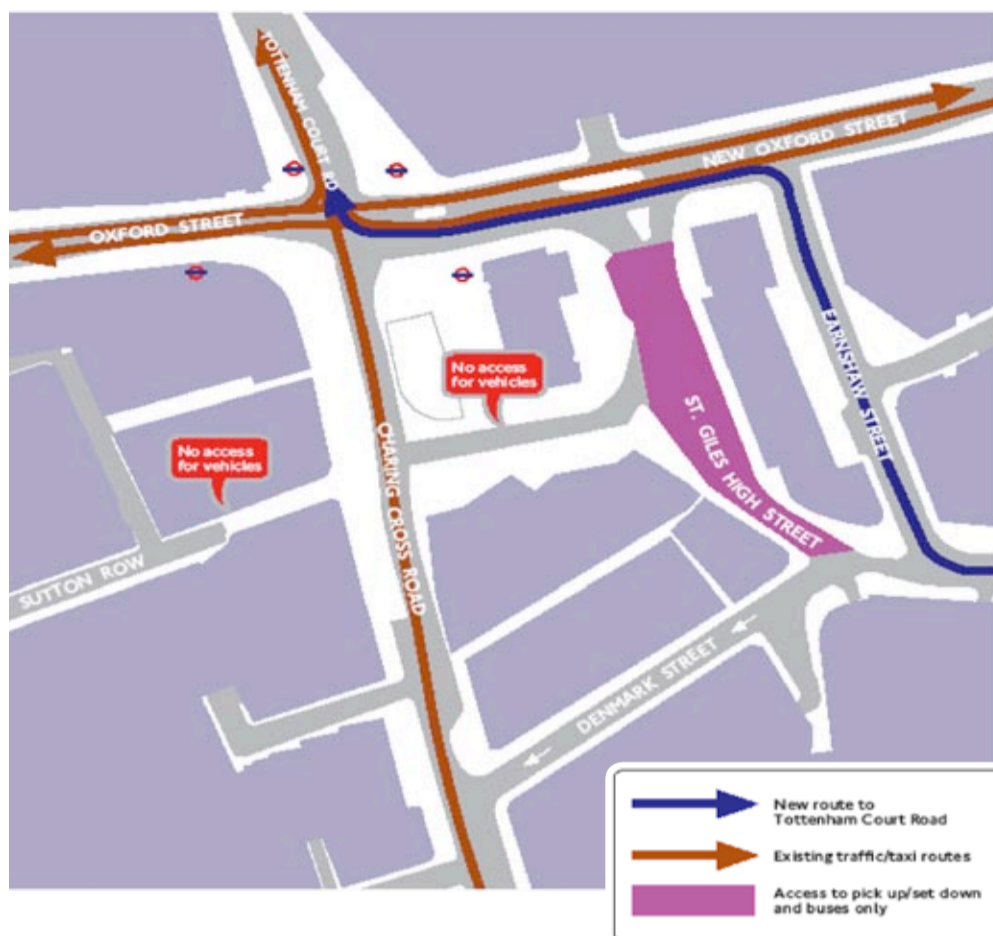 TOTTENHAM COURT RD
NEW OXFORD STREET
OXFORD STREET
EARNSHAW STREET
No access
for vehicles
ST. GILES HIGH STREET
No access
for vehicles
CHARING CROSS ROAD
SUTTON ROW
DENMARK STREET
New route to
Tottenham Court Road
Existing traffic/taxi routes
Access to pick up/set down
and buses only